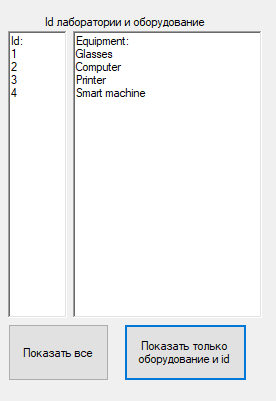 Id лаборатории и оборудование
Id:
1
2
3
4
Equipment:
Glasses
Computer
Printer
Smart machine
Показать все
Показать только
оборудование и id